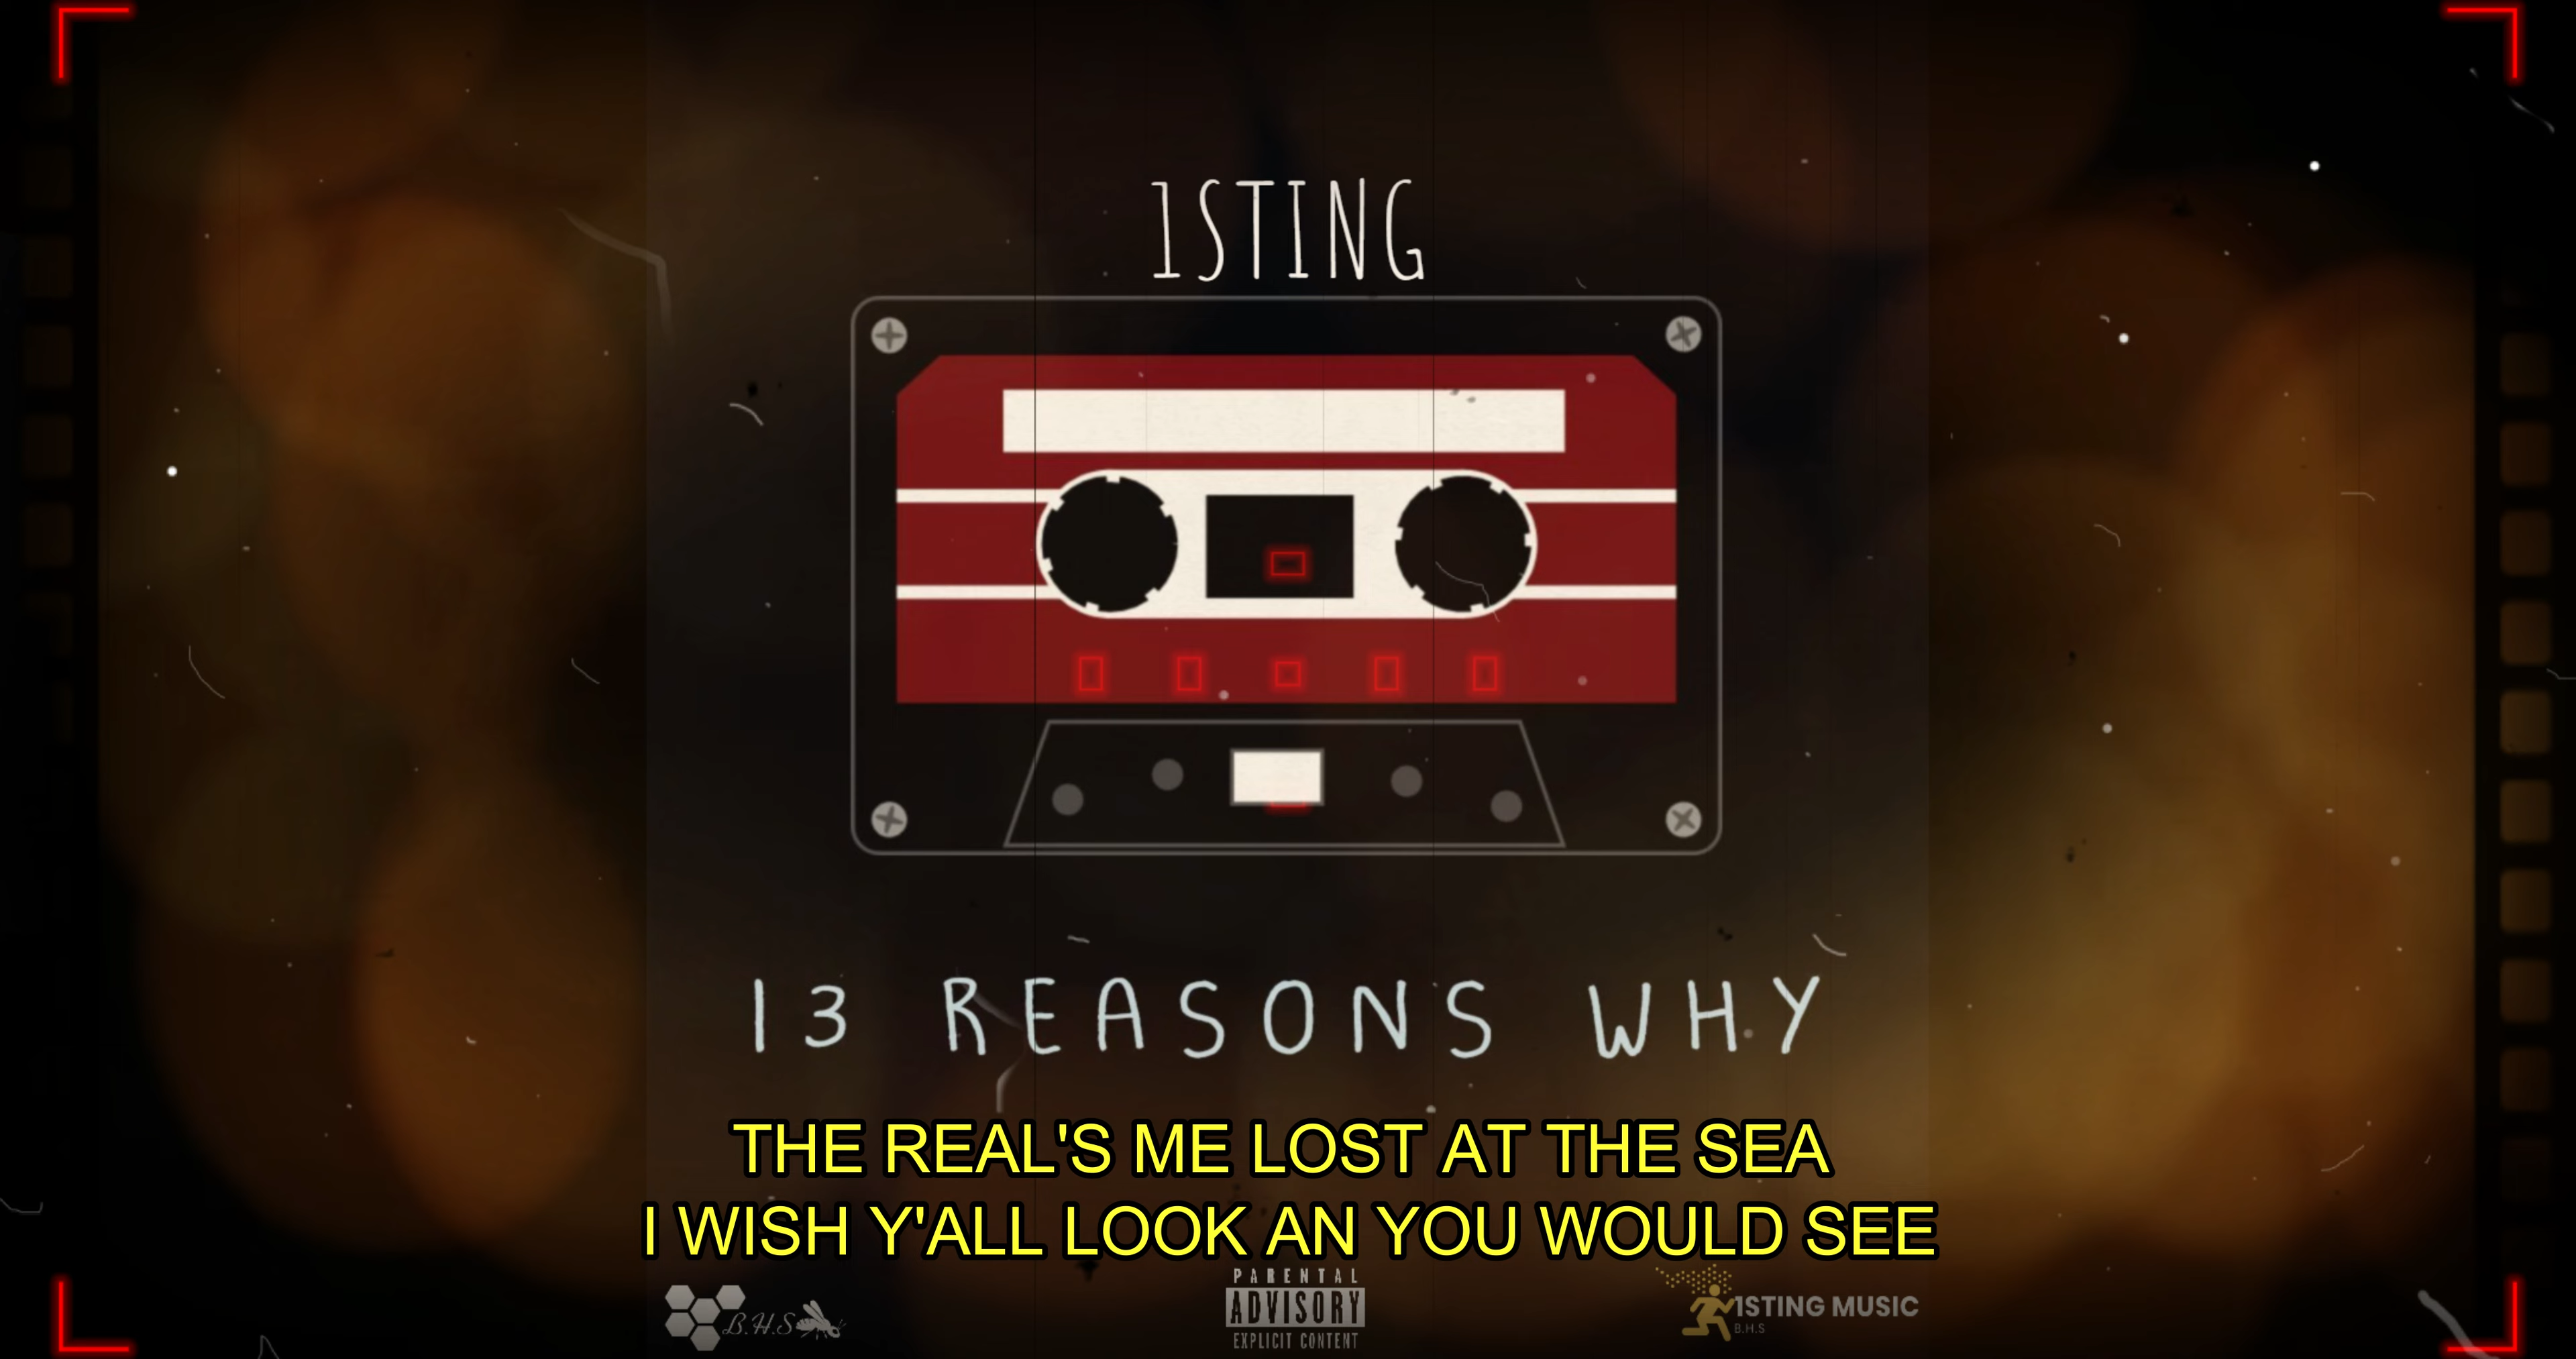 1STING
13 REASONS WHY
THE REAL'S ME LOST AT THE SEA
I WISH Y'ALL LOOK AN YOU WOULD SEE
B.H.S
PARENTAL
ADVISORY
EXPLICIT CONTENT
1STING MUSIC
B.H.S